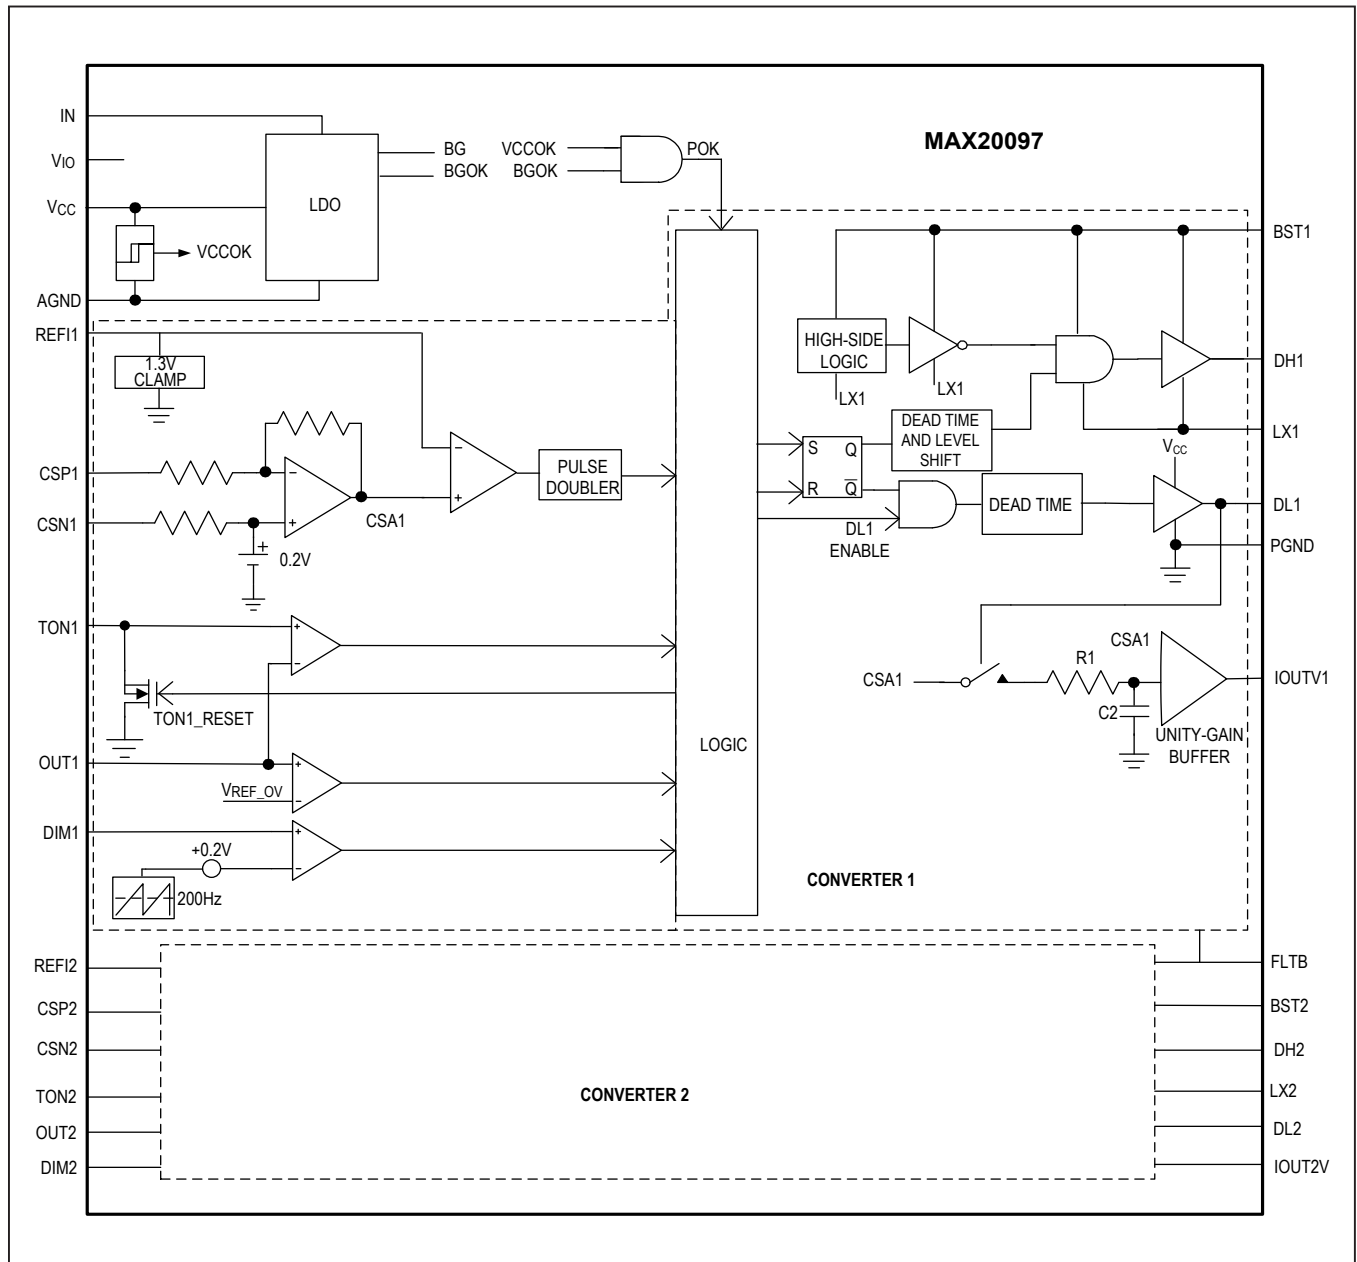 MAX20097
IN
VIO
VCC
AGND
LDO
BG
BGOK
VCCOK
BGOK
POK
VCCOK
REFI1
1.3V
CLAMP
CSP1
CSN1
−
+
CSA1
+
0.2V
−
+
PULSE
DOUBLER
TON1
+
−
TON1_RESET
OUT1
+
VREF_OV
−
DIM1
+
+0.2V
−
200Hz
LOGIC
HIGH-SIDE
LOGIC
LX1
LX1
BST1
DH1
LX1
S Q
R Q̅
DEAD TIME
AND LEVEL
SHIFT
DL1
ENABLE
DEAD TIME
VCC
DL1
PGND
CSA1
R1
C2
CSA1
UNITY-GAIN
BUFFER
IOUTV1
CONVERTER 1
REFI2
CSP2
CSN2
TON2
OUT2
DIM2
CONVERTER 2
FLTB
BST2
DH2
LX2
DL2
IOUT2V